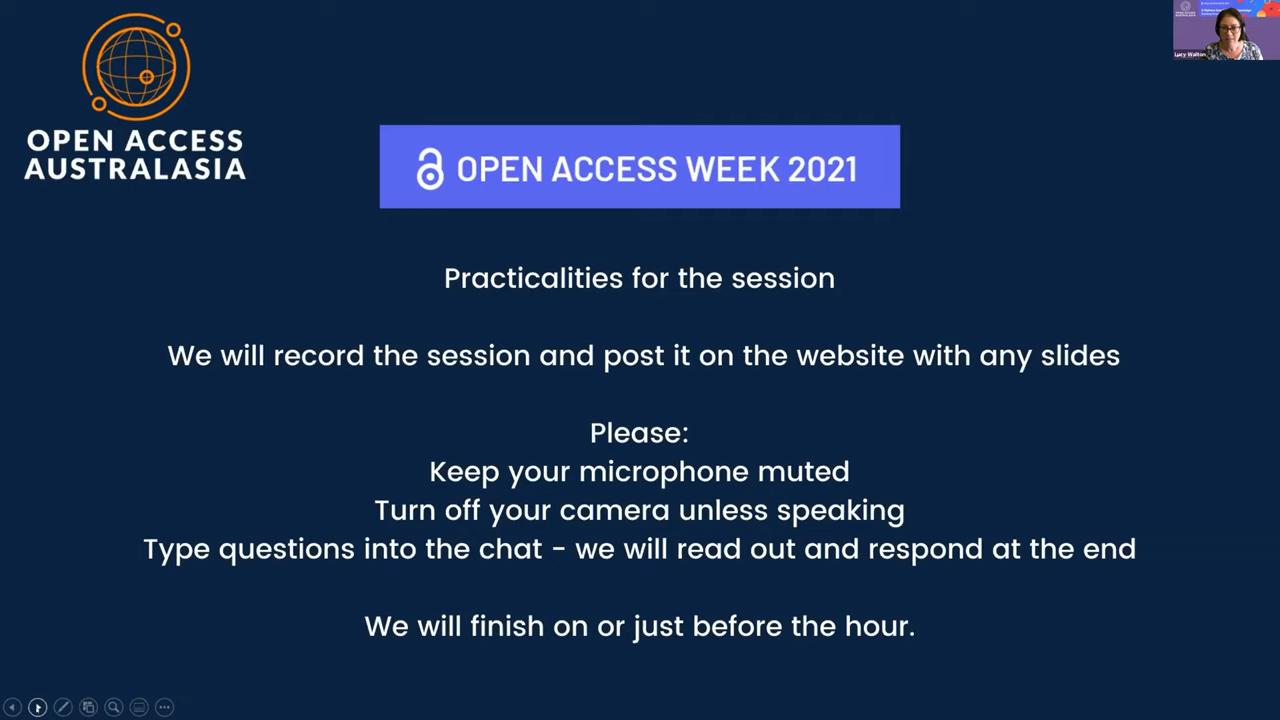 OPEN ACCESS
AUSTRALASIA
OPEN ACCESS WEEK 2021
Practicalities for the session
We will record the session and post it on the website with any slides
Please:
Keep your microphone muted
Turn off your camera unless speaking
Type questions into the chat - we will read out and respond at the end
We will finish on or just before the hour.
Lucy Walton